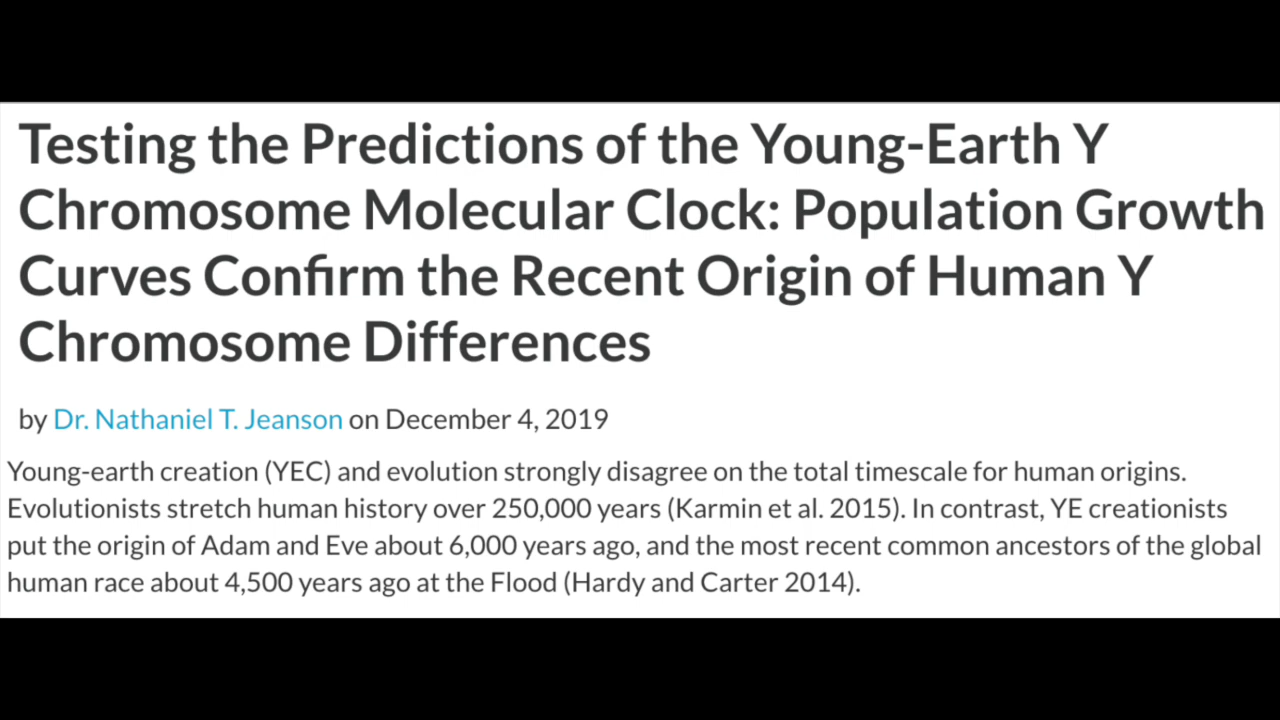 Testing the Predictions of the Young-Earth Y
Chromosome Molecular Clock: Population Growth
Curves Confirm the Recent Origin of Human Y
Chromosome Differences
by Dr. Nathaniel T. Jeanson on December 4, 2019
Young-earth creation (YEC) and evolution strongly disagree on the total timescale for human origins.
Evolutionists stretch human history over 250,000 years (Karmin et al. 2015). In contrast, YE creationists
put the origin of Adam and Eve about 6,000 years ago, and the most recent common ancestors of the global
human race about 4,500 years ago at the Flood (Hardy and Carter 2014).